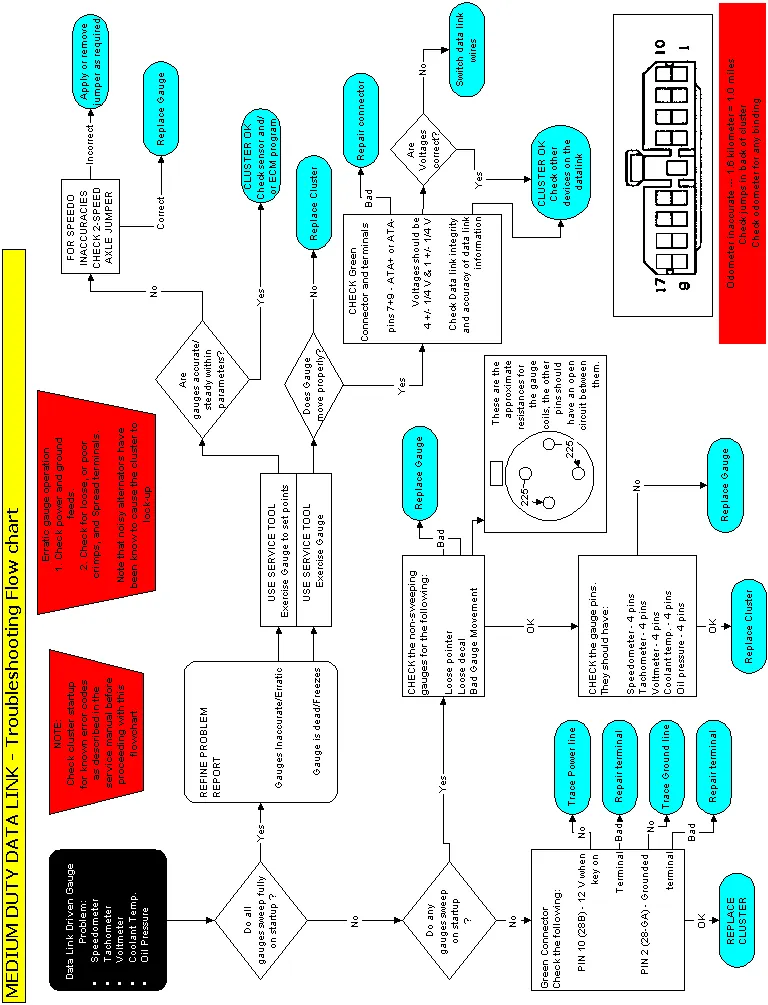 MEDIUM DUTY DATA LINK - Troubleshooting Flow chart
Data Link Driven Gauge
Problem:
▪ Speedometer
▪ Tachometer
▪ Voltmeter
▪ Coolant Temp.
▪ Oil Pressure
NOTE:
Check cluster startup
for known error codes
as described in the
service manual before
proceeding with this
flowchart
Erratic gauge operation
1. Check power and ground
feeds:
2. Check for loose, or poor
crimps, and Spread terminals.
Note that noisy alternators have
been know to cause the cluster to
lock up
Do all
gauges sweep fully
on startup ?
Yes
No
REFINE PROBLEM
REPORT
Gauges Inaccurate/Erratic
Gauge is dead/Freezes
USE SERVICE TOOL
Exercise Gauge to set points
USE SERVICE TOOL
Exercise Gauge
Are
gauges accurate/
steady within
parameters?
No
Yes
FOR SPEEDO
INACCURACIES
CHECK 2-SPEED
AXLE JUMPER
Incorrect
Correct
Apply or remove
jumper as required
Replace Gauge
CLUSTER OK
Check sensor and/
or ECM program
Does Gauge
move properly?
No
Yes
Replace Cluster
CHECK Green
Connector and terminals
pins 7+9 - ATA+ or ATA-
Voltages should be
4 +/- 1/4 V & 1 +/- 1/4 V
Check Data link integrity
and accuracy of data link
information
Bad
Repair connector
Are
Voltages
correct?
No
Yes
Switch data link
wires
CLUSTER OK
Check other
devices on the
datalink
Do any
gauges sweep
on startup
?
Yes
No
CHECK the non-sweeping
gauges for the following:
Loose pointer
Loose decal
Bad Gauge Movement
Bad
Replace Gauge
OK
225
225
These are the
approximate
resistances for
the gauge
coils, the other
pins should
have an open
circuit between
them.
CHECK the gauge pins.
They should have:
Speedometer - 4 pins
Tachometer - 4 pins
Voltmeter - 4 pins
Coolant temp. - 4 pins
Oil pressure - 4 pins
No
Replace Gauge
OK
Replace Cluster
Green Connector
Check the following:
PIN 10 (28B) - 12 V when
key on
Terminal
PIN 2 (28-GA) - Grounded
terminal
No
Trace Power line
Bad
Repair terminal
No
Trace Ground line
Bad
Repair terminal
OK
REPLACE
CLUSTER
17
10
9
1
Odometer inaccurate --- 1.6 kilometer = 1.0 miles
Check jumps in back of cluster
Check odometer for any binding